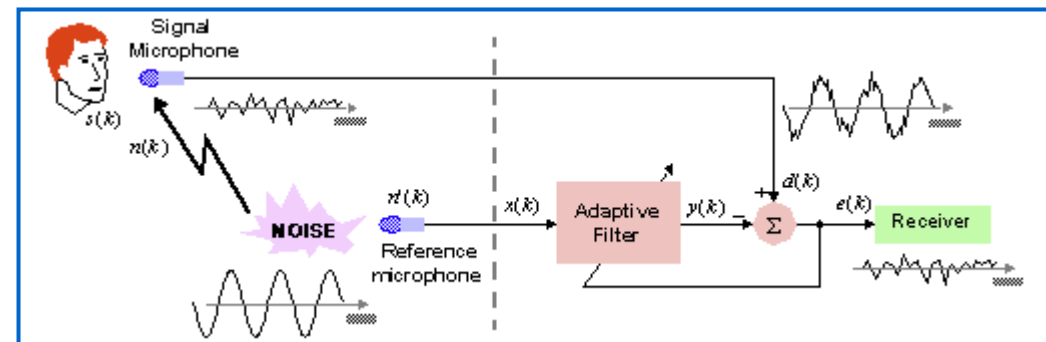 Signal
Microphone
s(k)
n(k)
NOISE
n'(k)
Reference
microphone
x(k)
Adaptive
Filter
y(k)
–
+
d(k)
Σ
e(k)
Receiver